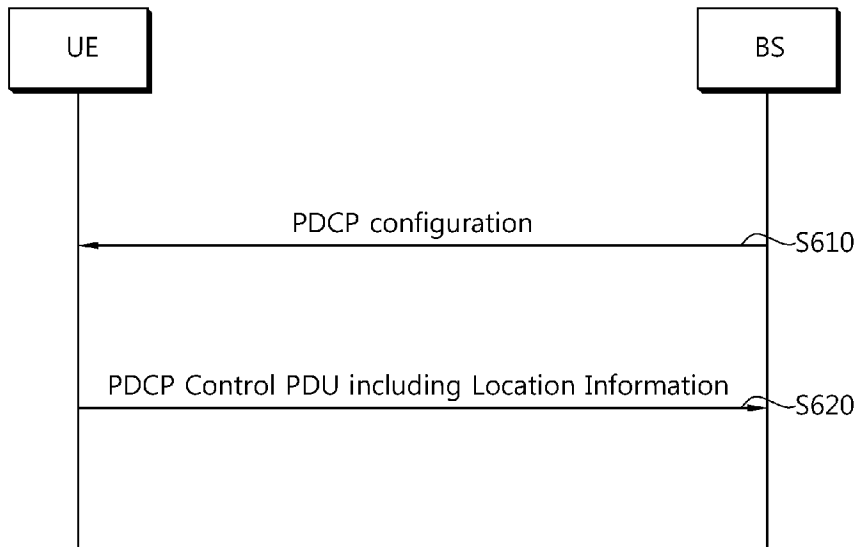 UE
BS
PDCP configuration
S610
PDCP Control PDU including Location Information
S620